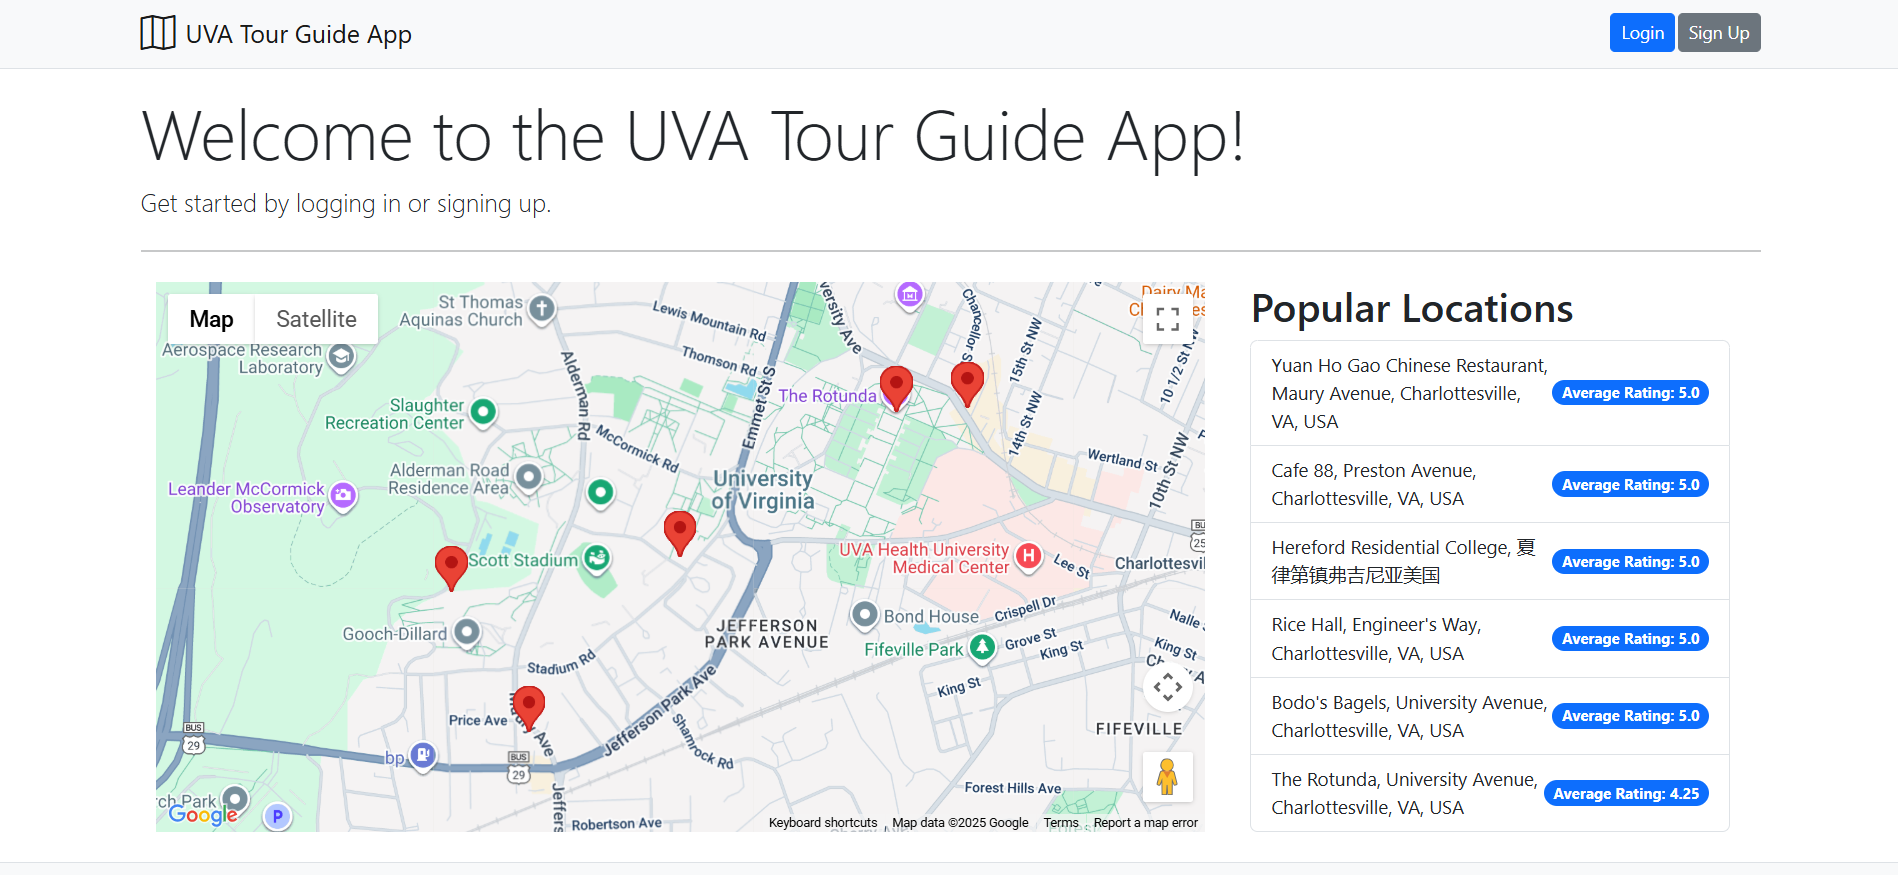 UVA Tour Guide App
Login
Sign Up
Welcome to the UVA Tour Guide App!
Get started by logging in or signing up.
Map
Satellite
St Thomas
Aquinas Church
Aerospace Research
Laboratory
Slaughter
Recreation Center
Alderman Road
Residence Area
Leander McCormick
Observatory
Scott Stadium
Gooch-Dillard
Alderman Rd
McCormick Rd
Lewis Mountain Rd
Thomson Rd
Emmet St S
The Rotunda
University
of Virginia
15th St NW
14th St NW
10 1/2 St
Wertland St
10th St NW
UVA Health University
Medical Center
Lee St
BUS
Crispell Dr
Bond House
Fifeville Park
Grove St
King St
King St
King St
Nalle
JEFFERSON
PARK AVENUE
Stadium Rd
Price Ave
Jefferson Park Ave
Shamrock Rd
FIFEVILLE
BUS
29
BUS
29
bp
P
Google
Robertson Ave
Forest Hills Ave
Keyboard shortcuts
Map data ©2025 Google
Terms
Report a map error
Popular Locations
Yuan Ho Gao Chinese Restaurant,
Maury Avenue, Charlottesville,
VA, USA
Average Rating: 5.0
Cafe 88, Preston Avenue,
Charlottesville, VA, USA
Average Rating: 5.0
Hereford Residential College, 夏
律第镇弗吉尼亚美国
Average Rating: 5.0
Rice Hall, Engineer's Way,
Charlottesville, VA, USA
Average Rating: 5.0
Bodo's Bagels, University Avenue,
Charlottesville, VA, USA
Average Rating: 5.0
The Rotunda, University Avenue,
Charlottesville, VA, USA
Average Rating: 4.25